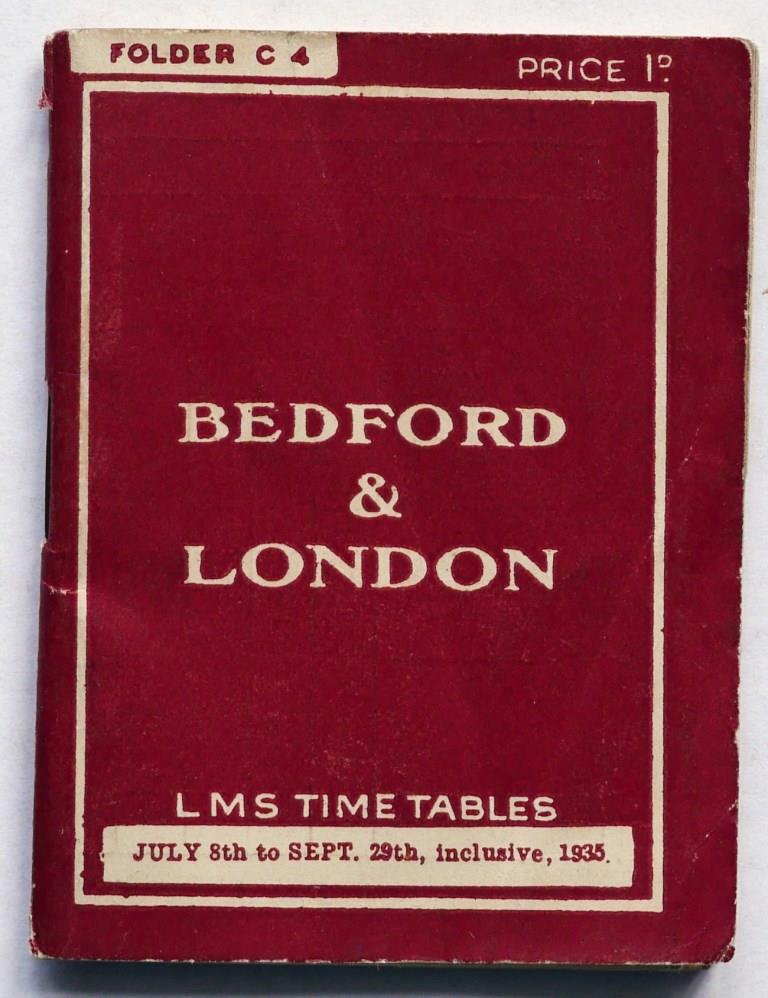 FOLDER C 4
PRICE 1D.
BEDFORD
&
LONDON
LMS TIME TABLES
JULY 8th to SEPT. 29th, inclusive, 1935.